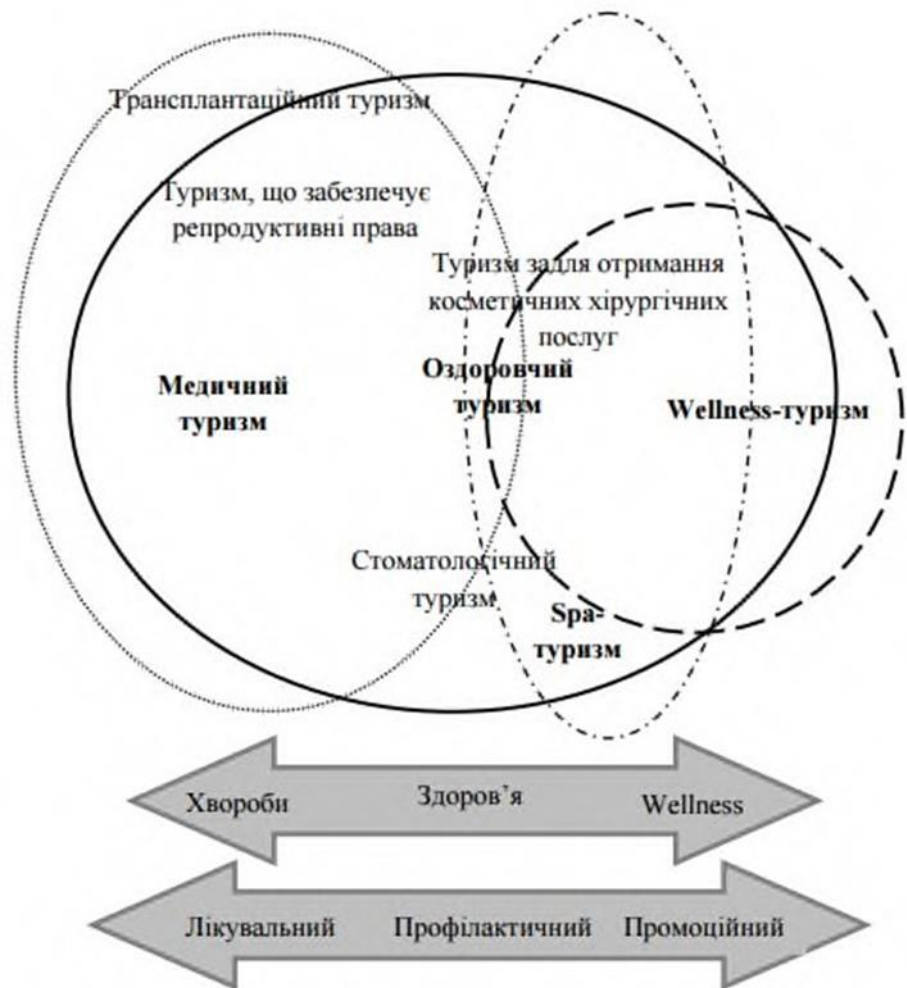 Трансплантаційний туризм
Туризм, що забезпечує
репродуктивні права
Туризм задля отримання
косметичних хірургічних
послуг
Медичний
туризм
Оздоровчий
туризм
Wellness-туризм
Стоматологічний
туризм
Spa-
туризм
Хвороби Здоров’я Wellness
Лікувальний Профілактичний Промоційний